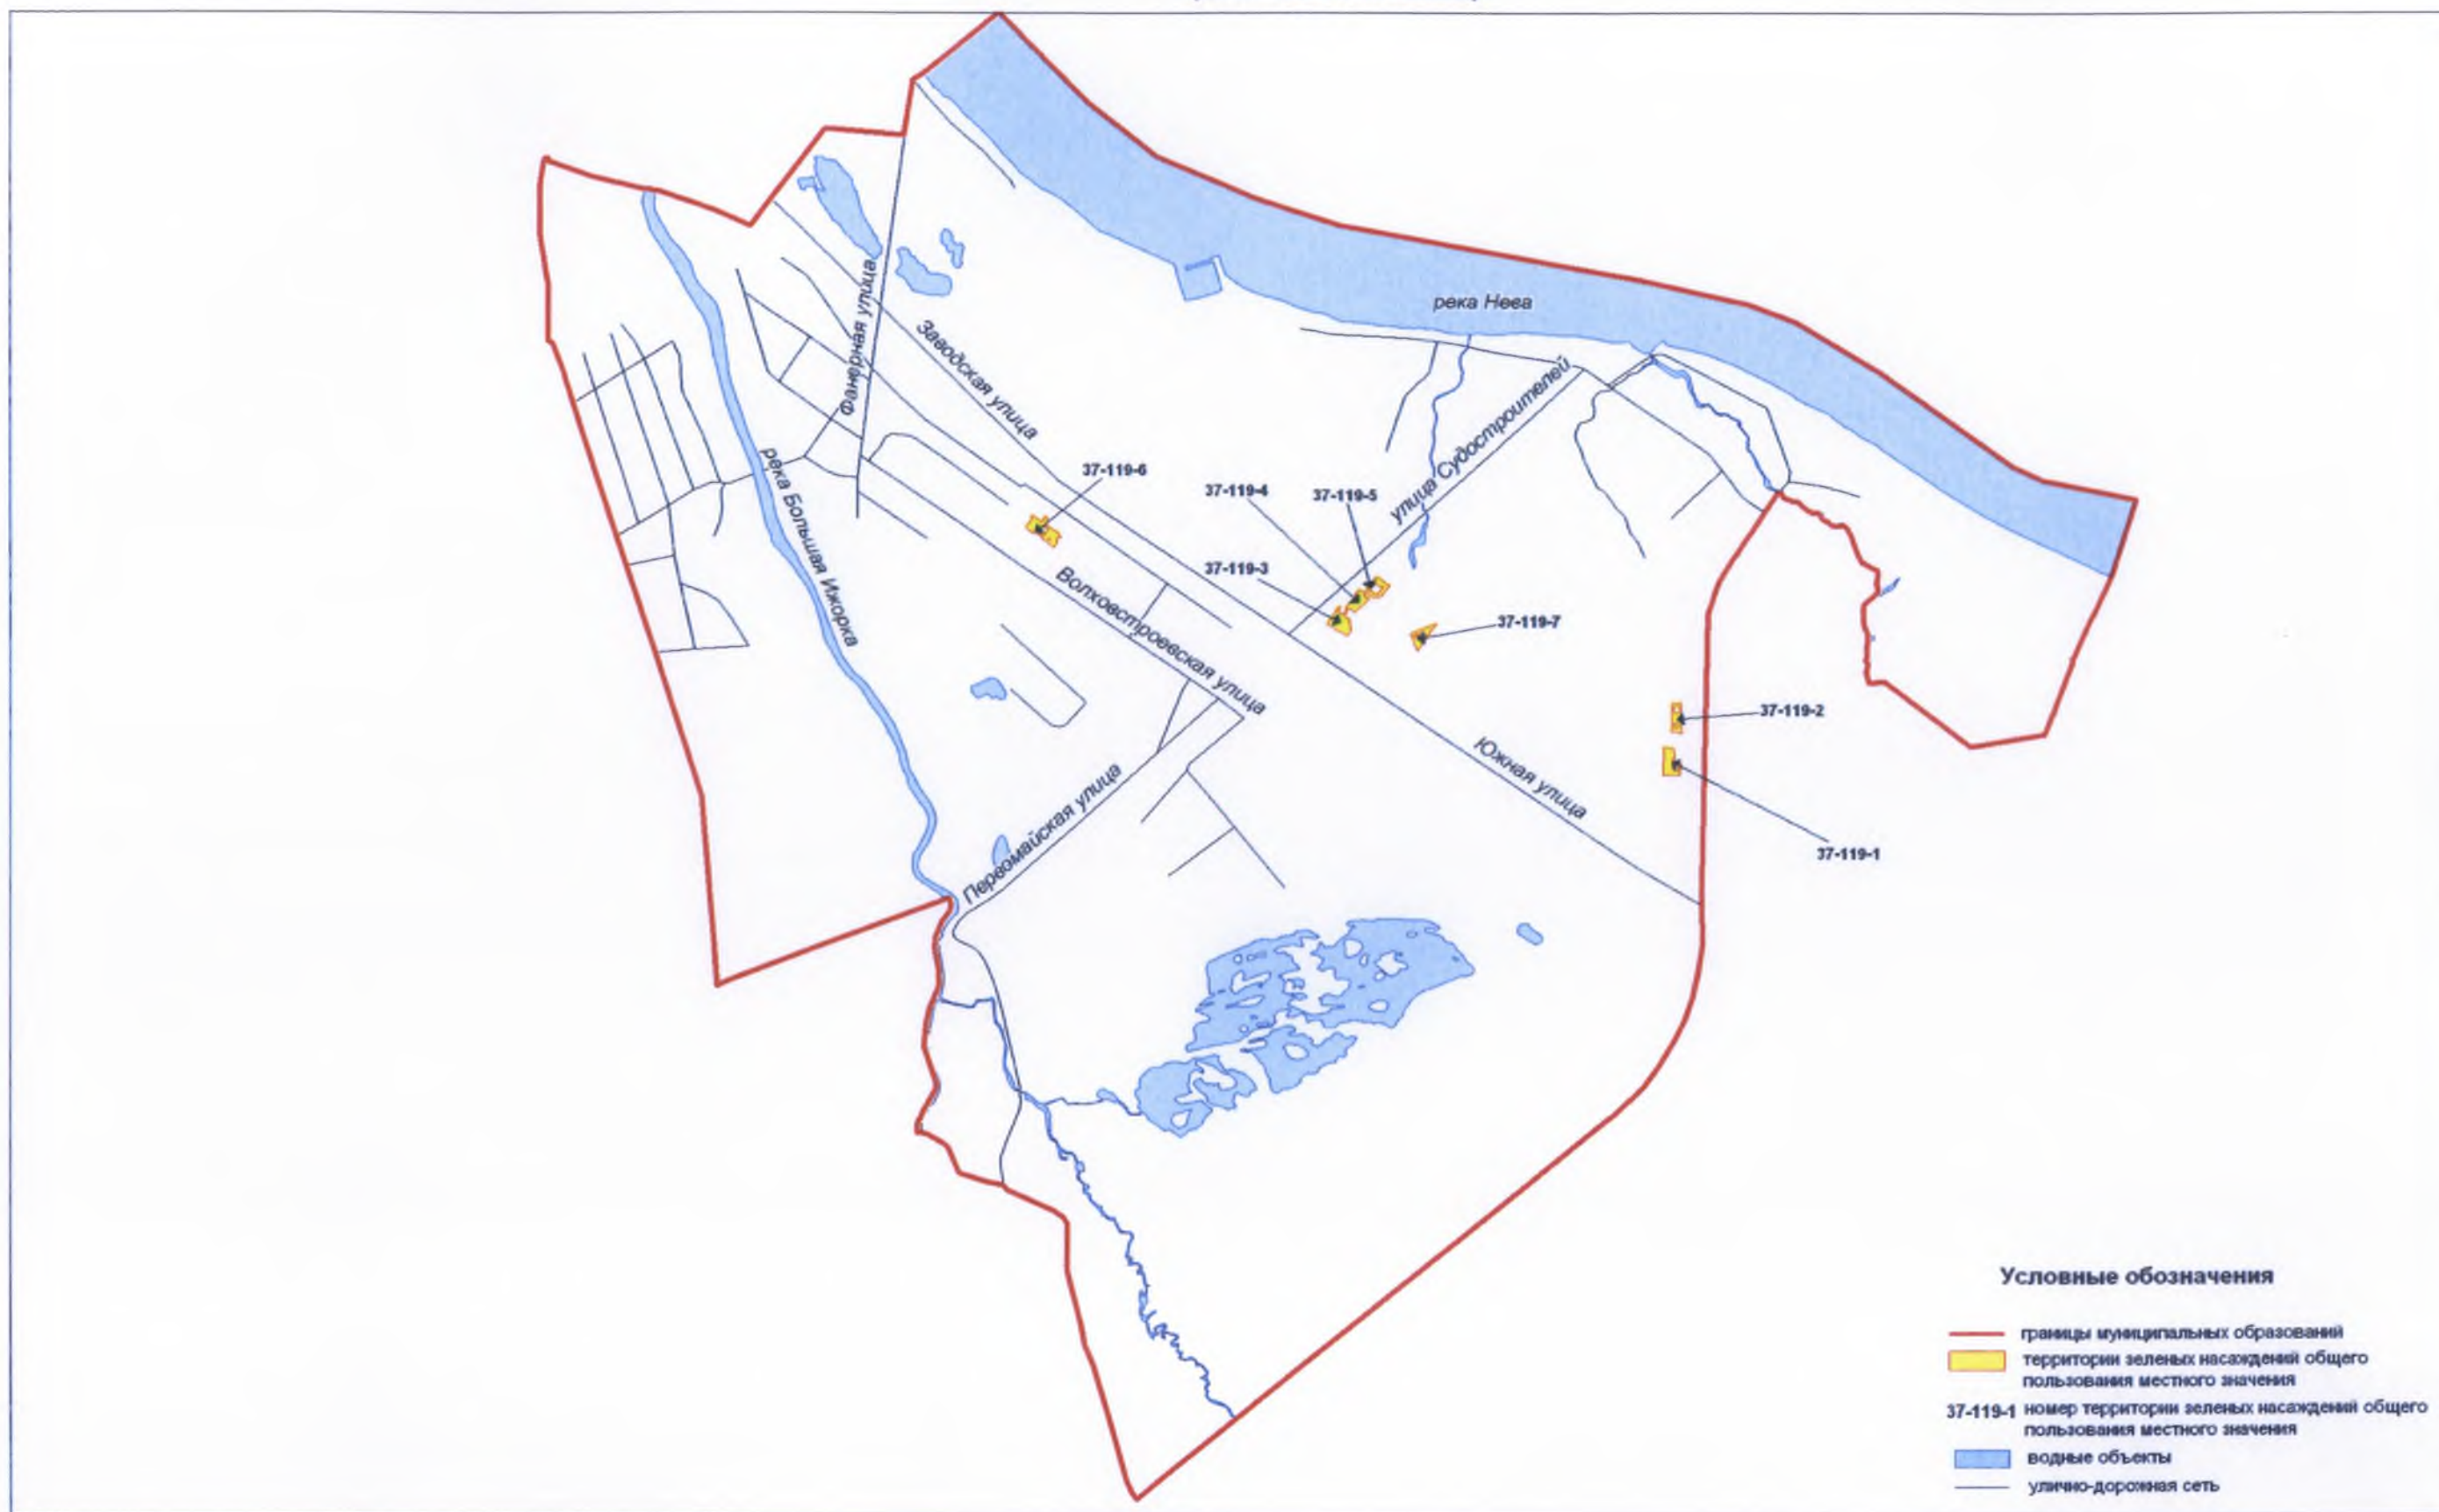 река Нева
Фанерная улица
Заводская улица
улица Судостроителей
37-119-6
37-119-4
37-119-5
37-119-3
река Большая Ижорка
Волховстроевская улица
37-119-7
37-119-2
Южная улица
Первомайская улица
37-119-1
Условные обозначения
границы муниципальных образований
территории зеленых насаждений общего
пользования местного значения
37-119-1 номер территории зеленых насаждений общего
пользования местного значения
водные объекты
улично-дорожная сеть